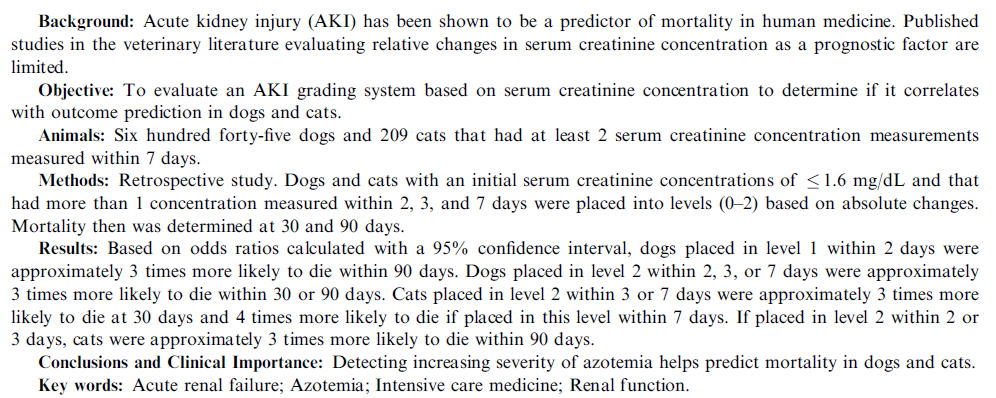 Background: Acute kidney injury (AKI) has been shown to be a predictor of mortality in human medicine. Published
studies in the veterinary literature evaluating relative changes in serum creatinine concentration as a prognostic factor are
limited.
Objective: To evaluate an AKI grading system based on serum creatinine concentration to determine if it correlates
with outcome prediction in dogs and cats.
Animals: Six hundred forty-five dogs and 209 cats that had at least 2 serum creatinine concentration measurements
measured within 7 days.
Methods: Retrospective study. Dogs and cats with an initial serum creatinine concentrations of ≤1.6 mg/dL and that
had more than 1 concentration measured within 2, 3, and 7 days were placed into levels (0–2) based on absolute changes.
Mortality then was determined at 30 and 90 days.
Results: Based on odds ratios calculated with a 95% confidence interval, dogs placed in level 1 within 2 days were
approximately 3 times more likely to die within 90 days. Dogs placed in level 2 within 2, 3, or 7 days were approximately
3 times more likely to die within 30 or 90 days. Cats placed in level 2 within 3 or 7 days were approximately 3 times more
likely to die at 30 days and 4 times more likely to die if placed in this level within 7 days. If placed in level 2 within 2 or
3 days, cats were approximately 3 times more likely to die within 90 days.
Conclusions and Clinical Importance: Detecting increasing severity of azotemia helps predict mortality in dogs and cats.
Key words: Acute renal failure; Azotemia; Intensive care medicine; Renal function.